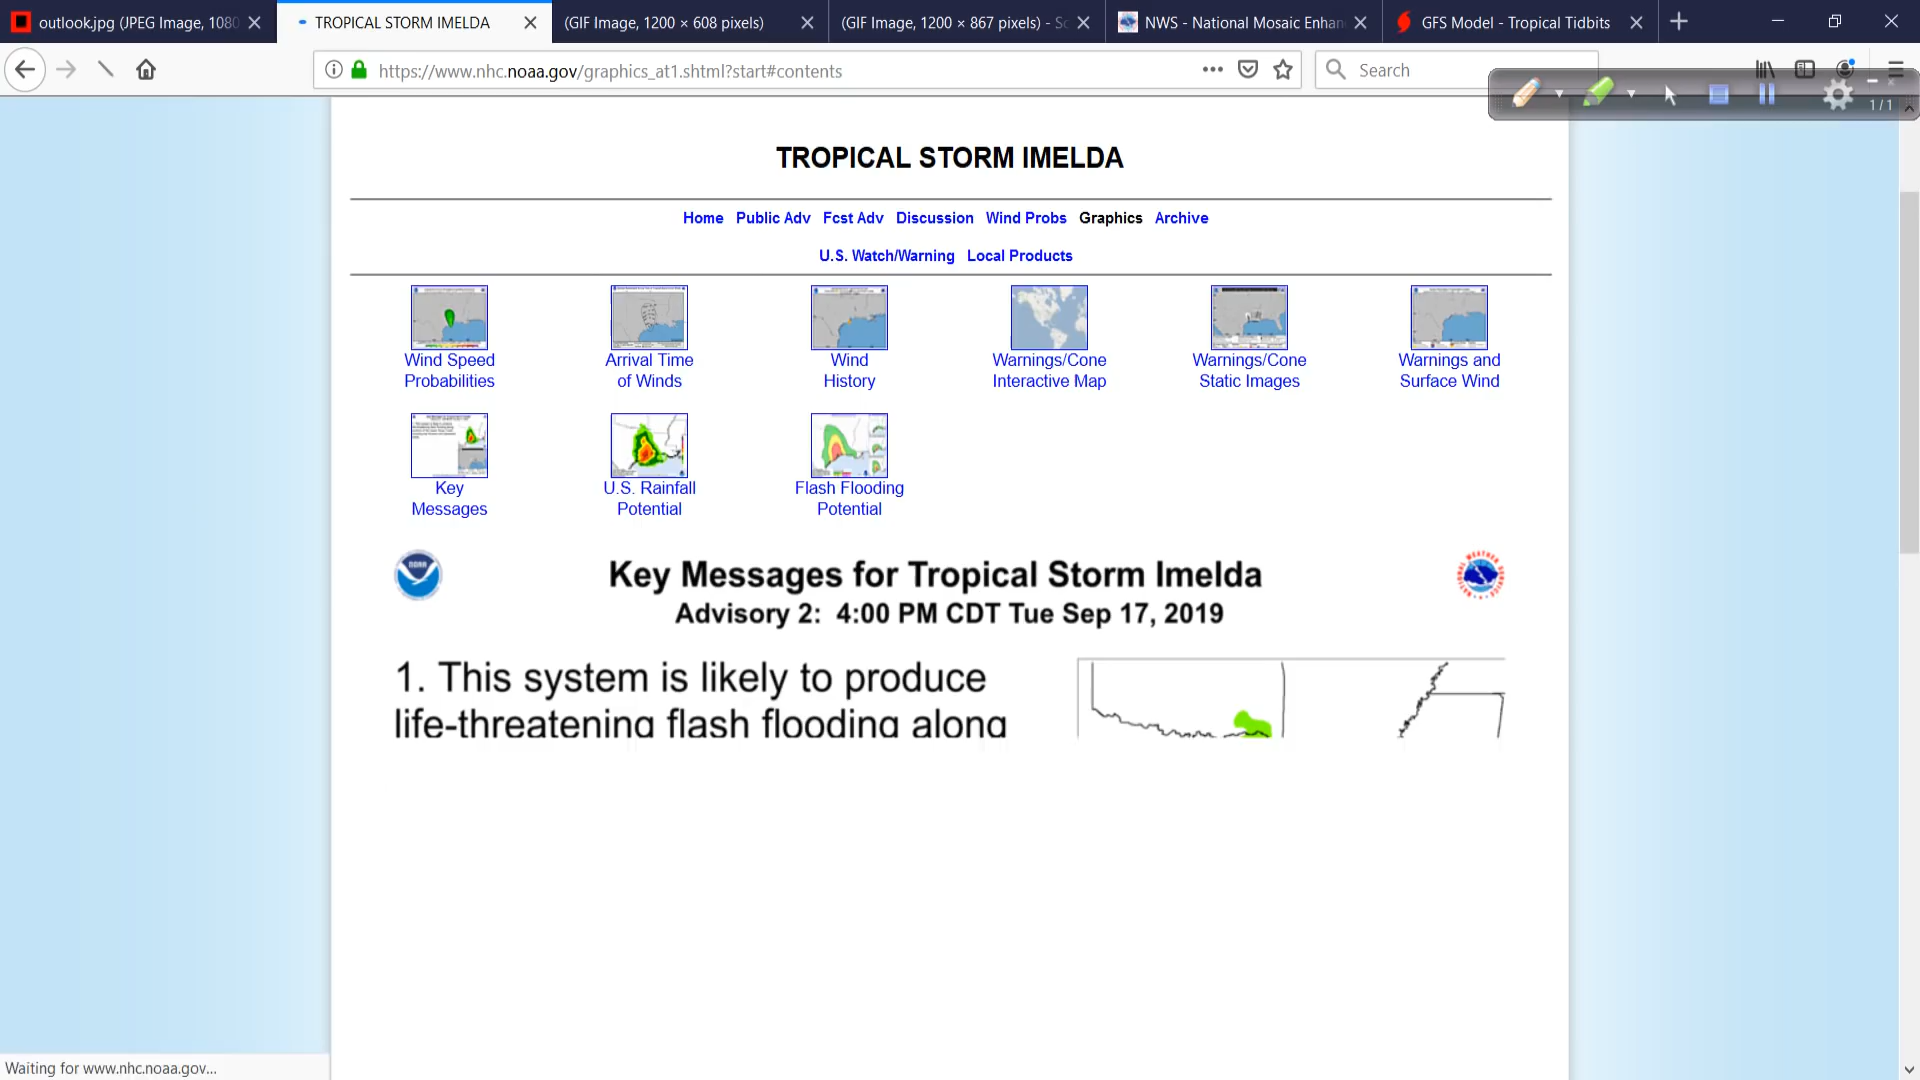 outlook.jpg (JPEG Image, 1080
TROPICAL STORM IMELDA
(GIF Image, 1200 × 608 pixels)
(GIF Image, 1200 × 867 pixels) - Sc
NWS - National Mosaic Enhan
GFS Model - Tropical Tidbits
https://www.nhc.noaa.gov/graphics_at1.shtml?start#contents
Search
1/1
TROPICAL STORM IMELDA
Home Public Adv Fcst Adv Discussion Wind Probs Graphics Archive
U.S. Watch/Warning Local Products
Wind Speed
Probabilities
Arrival Time
of Winds
Wind
History
Warnings/Cone
Interactive Map
Warnings/Cone
Static Images
Warnings and
Surface Wind
Key
Messages
U.S. Rainfall
Potential
Flash Flooding
Potential
NOAA
Key Messages for Tropical Storm Imelda
Advisory 2: 4:00 PM CDT Tue Sep 17, 2019
1. This system is likely to produce
life-threatening flash flooding along
Waiting for www.nhc.noaa.gov...